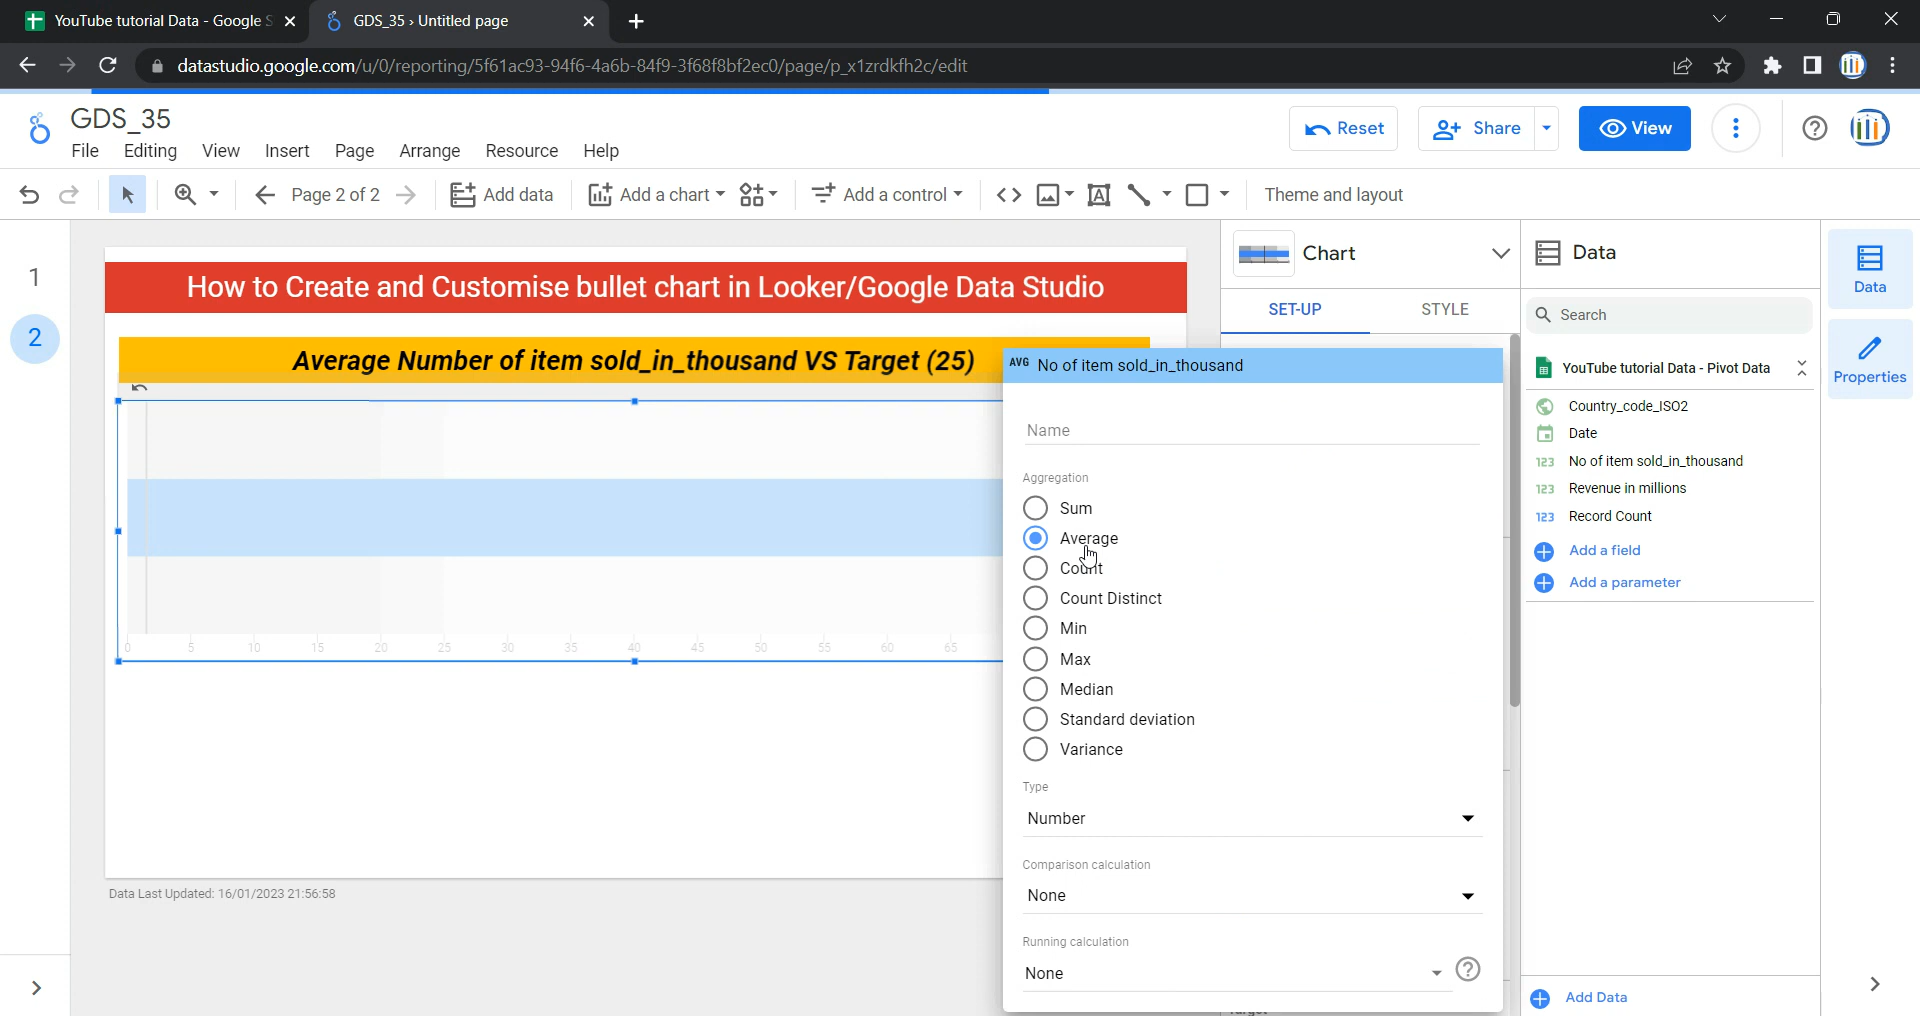 YouTube tutorial Data - Google S
GDS_35 › Untitled page
datastudio.google.com/u/0/reporting/5f61ac93-94f6-4a6b-84f9-3f68f8bf2ec0/page/p_x1zrdkfh2c/edit
GDS_35
File Editing View Insert Page Arrange Resource Help
Reset
Share
View
Page 2 of 2
Add data
Add a chart
Add a control
Theme and layout
1
2
How to Create and Customise bullet chart in Looker/Google Data Studio
Average Number of item sold_in_thousand VS Target (25)
0 5 10 15 20 25 30 35 40 45 50 55 60 65
Data Last Updated: 16/01/2023 21:56:58
Chart
SET-UP STYLE
AVG No of item sold_in_thousand
Name
Aggregation
Sum
Average
Count
Count Distinct
Min
Max
Median
Standard deviation
Variance
Type
Number
Comparison calculation
None
Running calculation
None
Data
Search
YouTube tutorial Data - Pivot Data
Country_code_ISO2
Date
123 No of item sold_in_thousand
123 Revenue in millions
123 Record Count
Add a field
Add a parameter
Add Data
Data
Properties